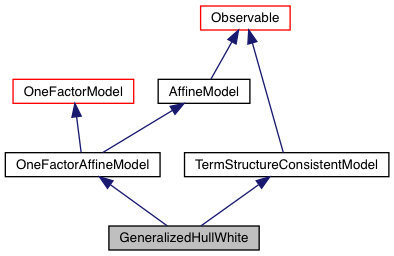 Observable
OneFactorModel
AffineModel
OneFactorAffineModel
TermStructureConsistentModel
GeneralizedHullWhite